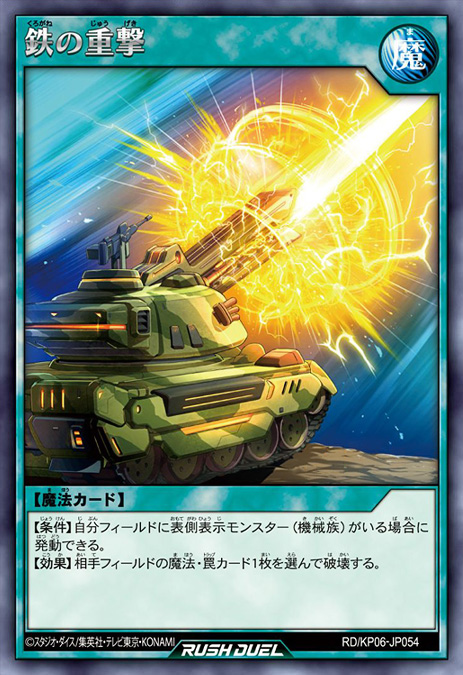 鉄の重撃
魔
【魔法カード】
【条件】自分フィールドに表側表示モンスター(機械族)がいる場合に
発動できる。
【効果】相手フィールドの魔法・罠カード1枚を選んで破壊する。
©スタジオ・ダイス/集英社・テレビ東京・KONAMI
RUSH DUEL
RD/KP06-JP054